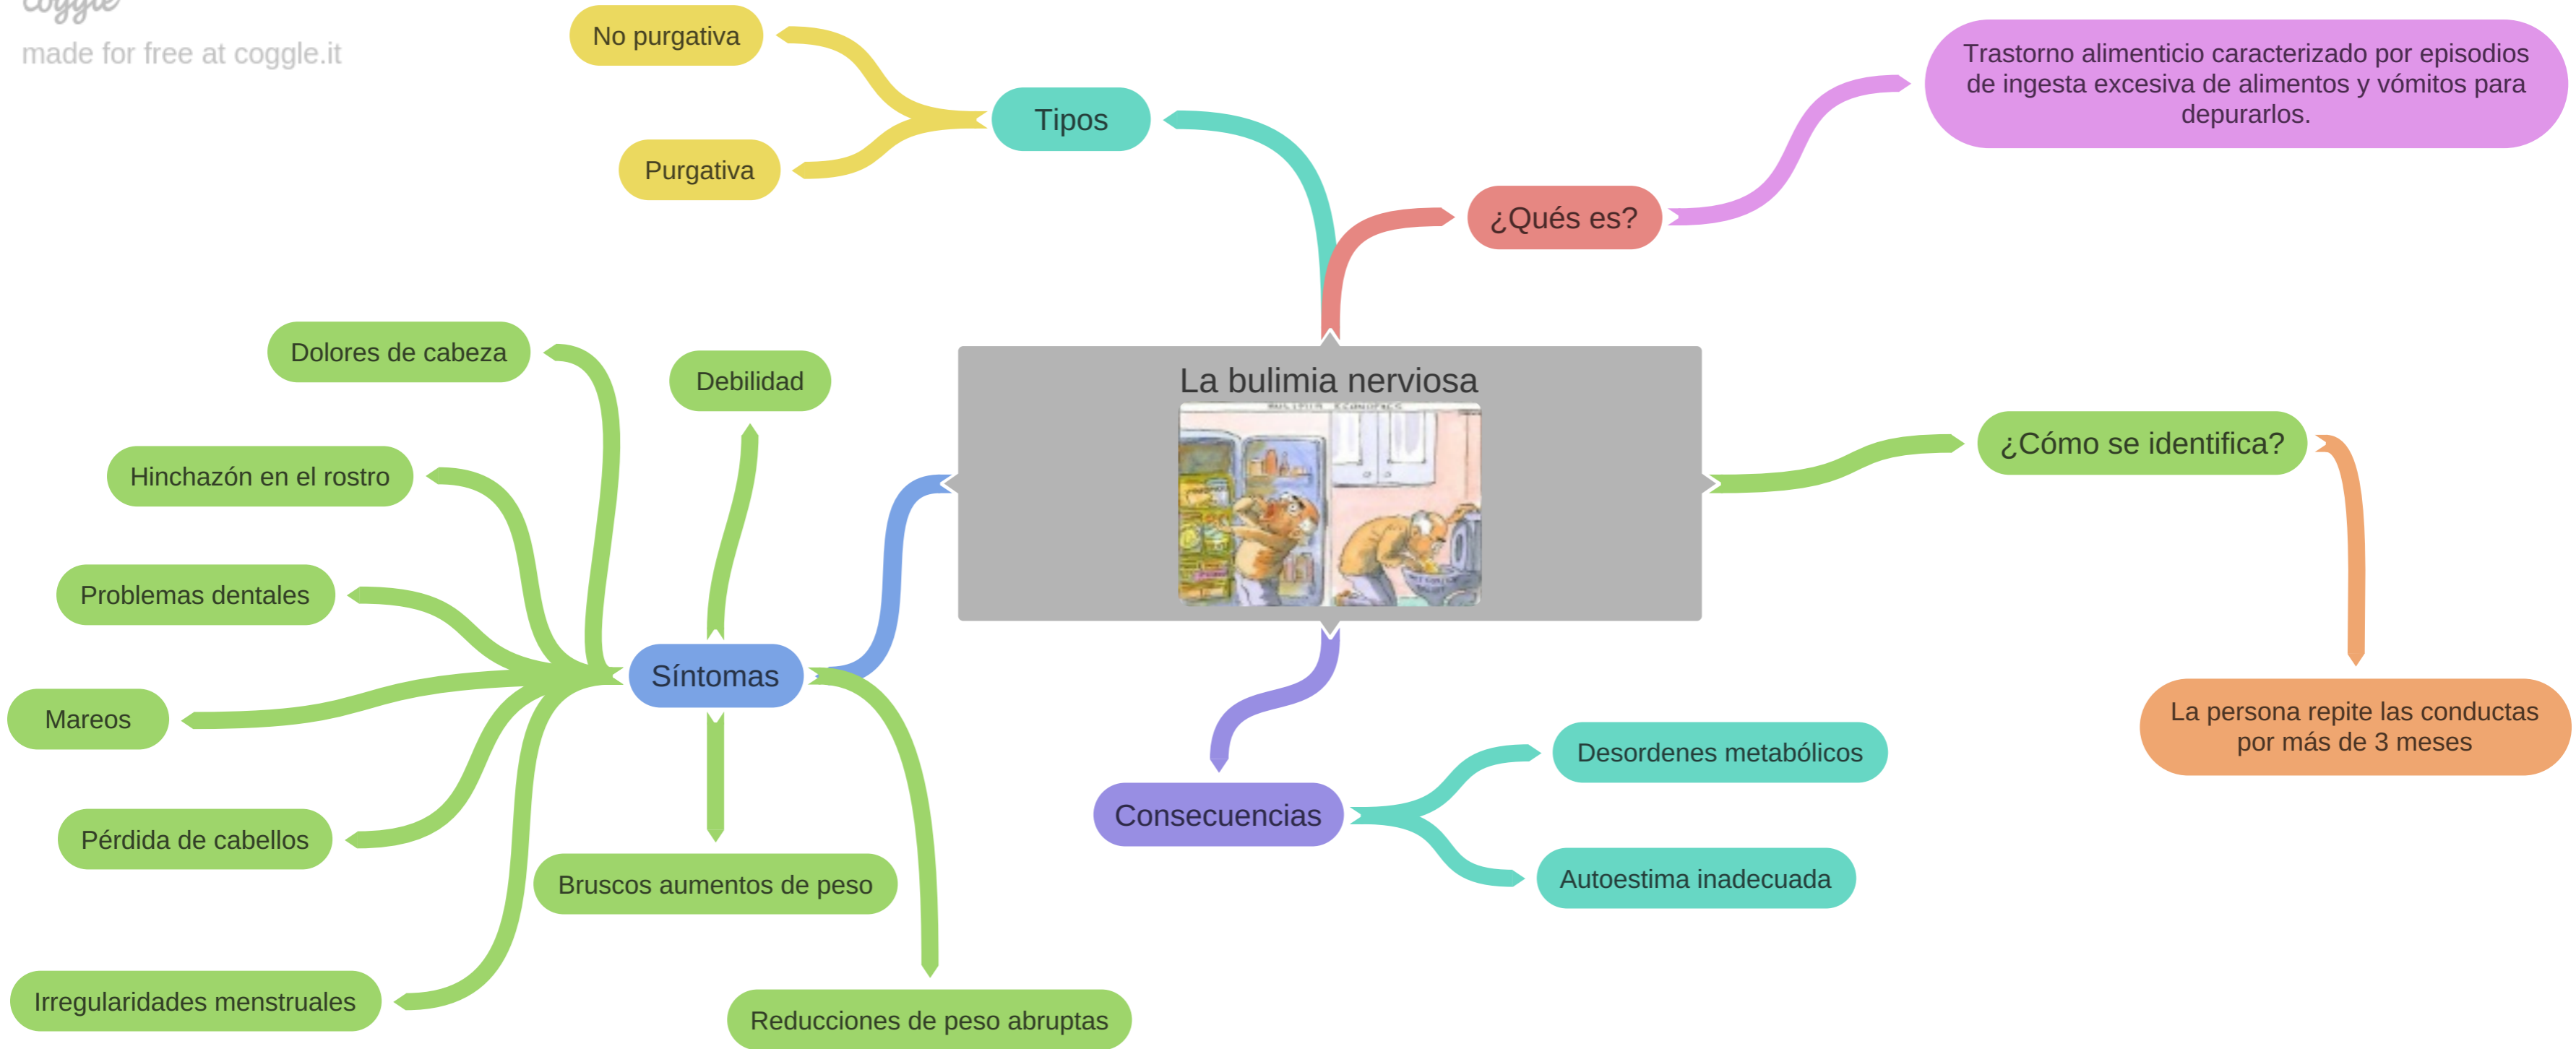 coggle
made for free at coggle.it
No purgativa
Purgativa
Tipos
¿Qués es?
Trastorno alimenticio caracterizado por episodios
de ingesta excesiva de alimentos y vómitos para
depurarlos.
La bulimia nerviosa
¿Cómo se identifica?
La persona repite las conductas
por más de 3 meses
Dolores de cabeza
Debilidad
Hinchazón en el rostro
Problemas dentales
Síntomas
Mareos
Pérdida de cabellos
Bruscos aumentos de peso
Irregularidades menstruales
Reducciones de peso abruptas
Consecuencias
Desordenes metabólicos
Autoestima inadecuada